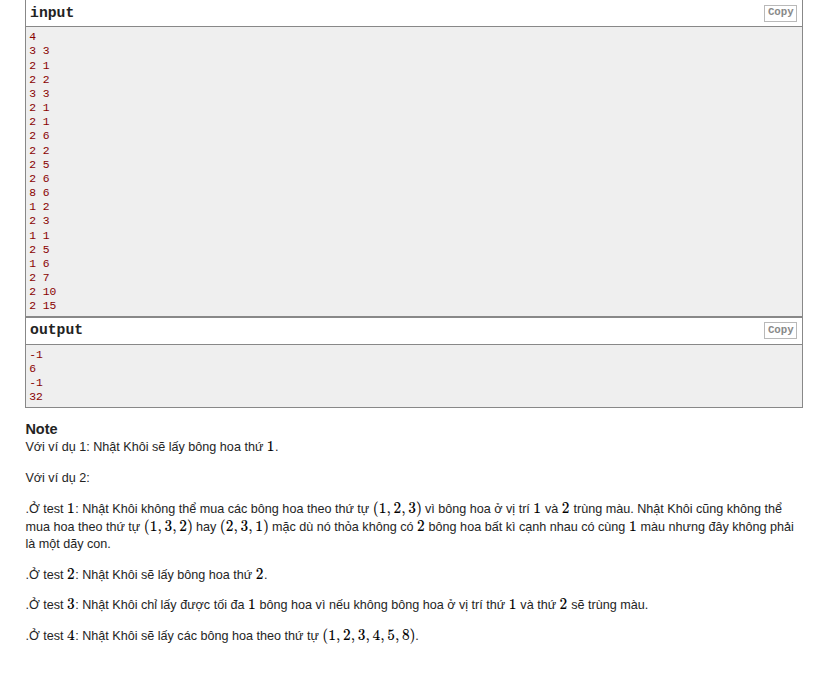 input
Copy
4
3 3
2 1
2 2
3 3
2 1
2 1
2 6
2 2
2 5
2 6
8 6
1 2
2 3
1 1
2 5
1 6
2 7
2 10
2 15
output
Copy
-1
6
-1
32
Note
Với ví dụ 1: Nhật Khôi sẽ lấy bông hoa thứ 1.
Với ví dụ 2:
.Ở test 1: Nhật Khôi không thể mua các bông hoa theo thứ tự (1, 2, 3) vì bông hoa ở vị trí 1 và 2 trùng màu. Nhật Khôi cũng không thể
mua hoa theo thứ tự (1, 3, 2) hay (2, 3, 1) mặc dù nó thỏa không có 2 bông hoa bất kì cạnh nhau có cùng 1 màu nhưng đây không phải
là một dãy con.
.Ở test 2: Nhật Khôi sẽ lấy bông hoa thứ 2.
.Ở test 3: Nhật Khôi chỉ lấy được tối đa 1 bông hoa vì nếu không bông hoa ở vị trí thứ 1 và thứ 2 sẽ trùng màu.
.Ở test 4: Nhật Khôi sẽ lấy các bông hoa theo thứ tự (1, 2, 3, 4, 5, 8).